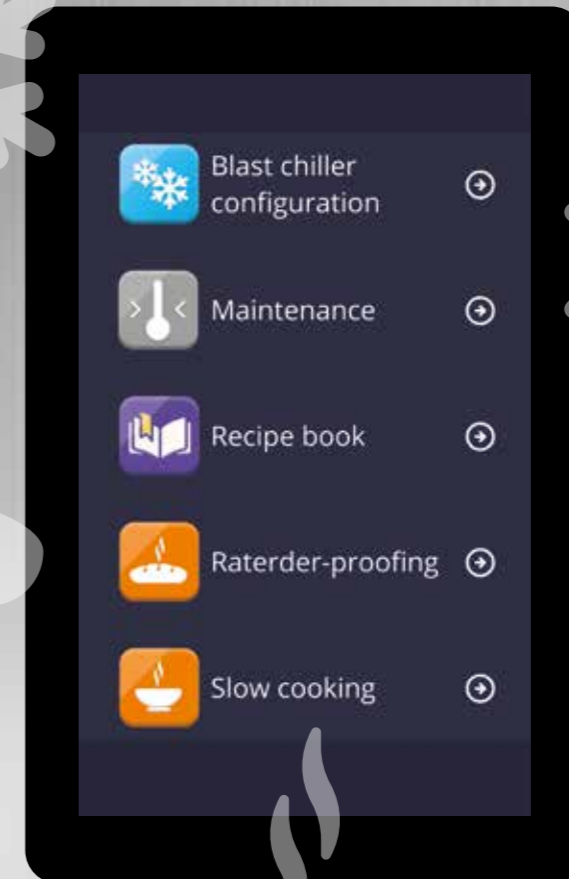 Blast chiller
configuration
Maintenance
Recipe book
Raterder-proofing
Slow cooking